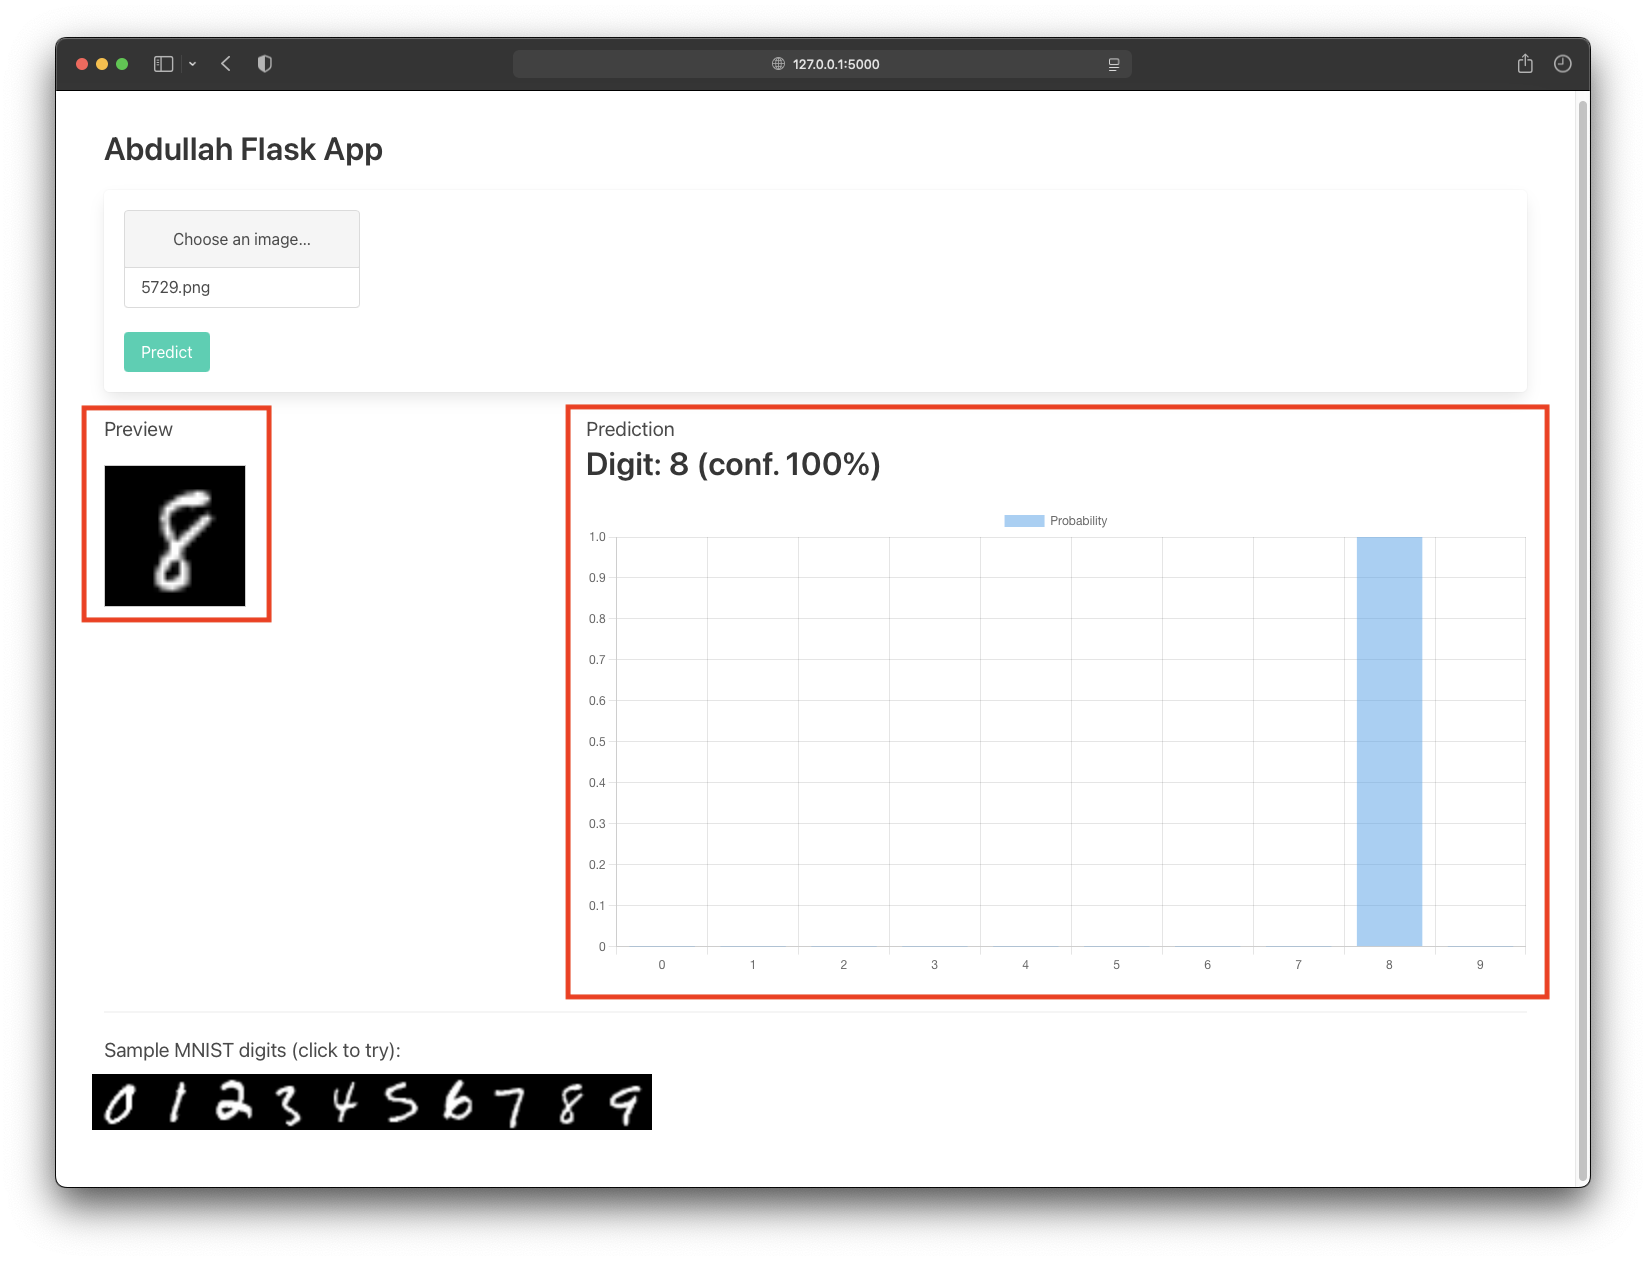 127.0.0.1:5000
Abdullah Flask App
Choose an image...
5729.png
Predict
Preview
8
Prediction
Digit: 8 (conf. 100%)
Probability
1.0
0.9
0.8
0.7
0.6
0.5
0.4
0.3
0.2
0.1
0
0 1 2 3 4 5 6 7 8 9
Sample MNIST digits (click to try):
0 1 2 3 4 5 6 7 8 9